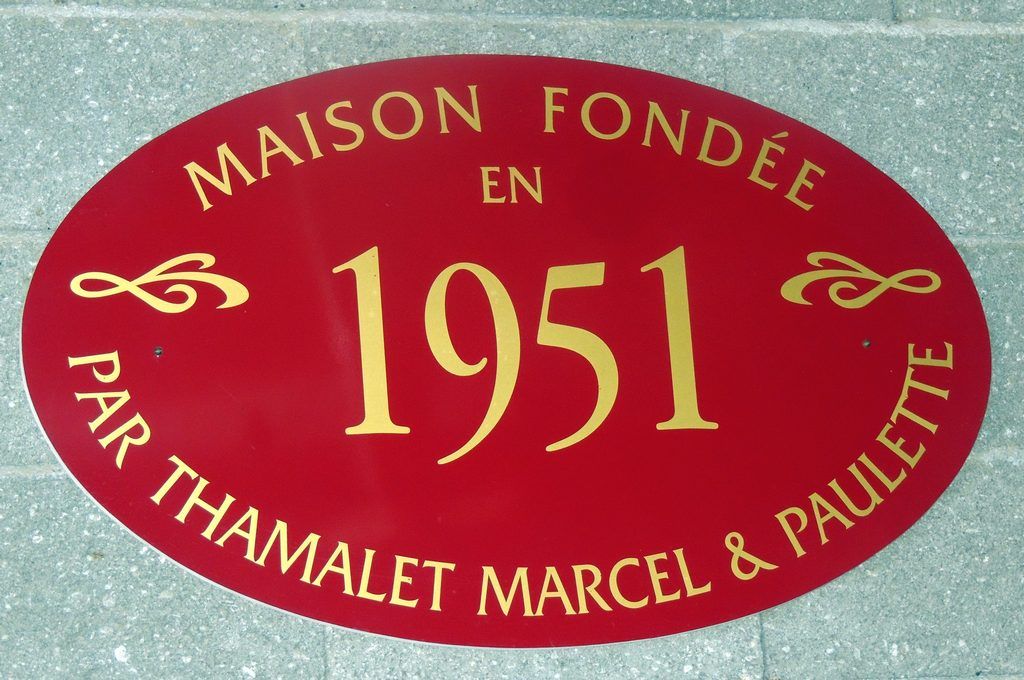 MAISON FONDÉE
EN
1951
PAR THAMALET MARCEL & PAULETTE